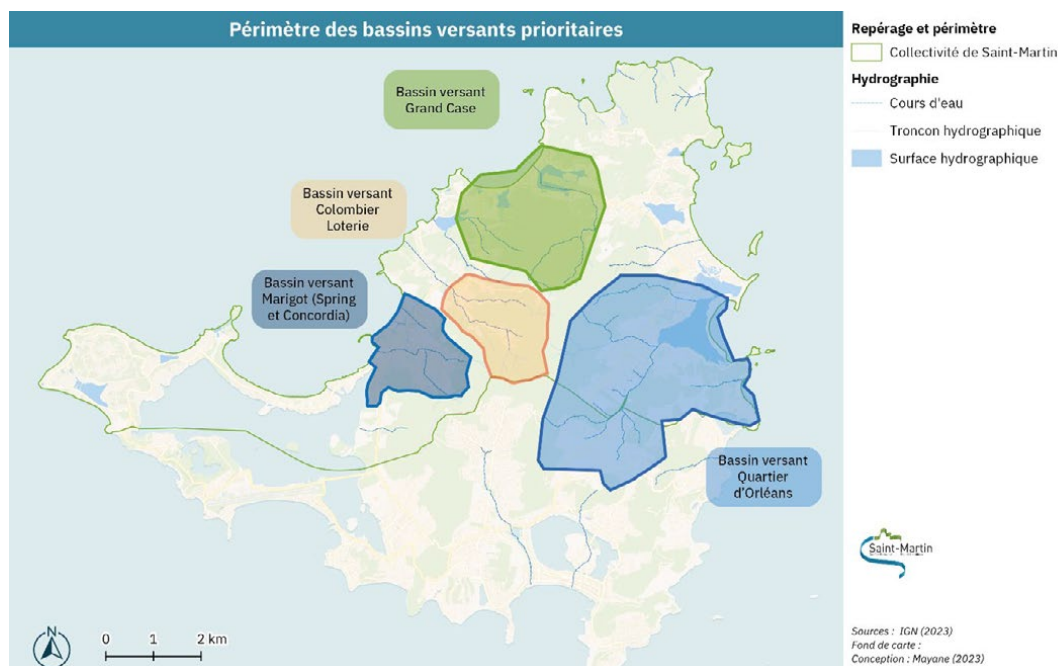 Périmètre des bassins versants prioritaires
Bassin versant
Grand Case
Bassin versant
Colombier
Loterie
Bassin versant
Marigot (Spring
et Concordia)
Bassin versant
Quartier
d'Orléans
N
0 1 2 km
Repérage et périmètre
Collectivité de Saint-Martin
Hydrographie
Cours d'eau
Troncon hydrographique
Surface hydrographique
Saint-Martin
Sources : IGN (2023)
Fond de carte :
Conception : Mayane (2023)